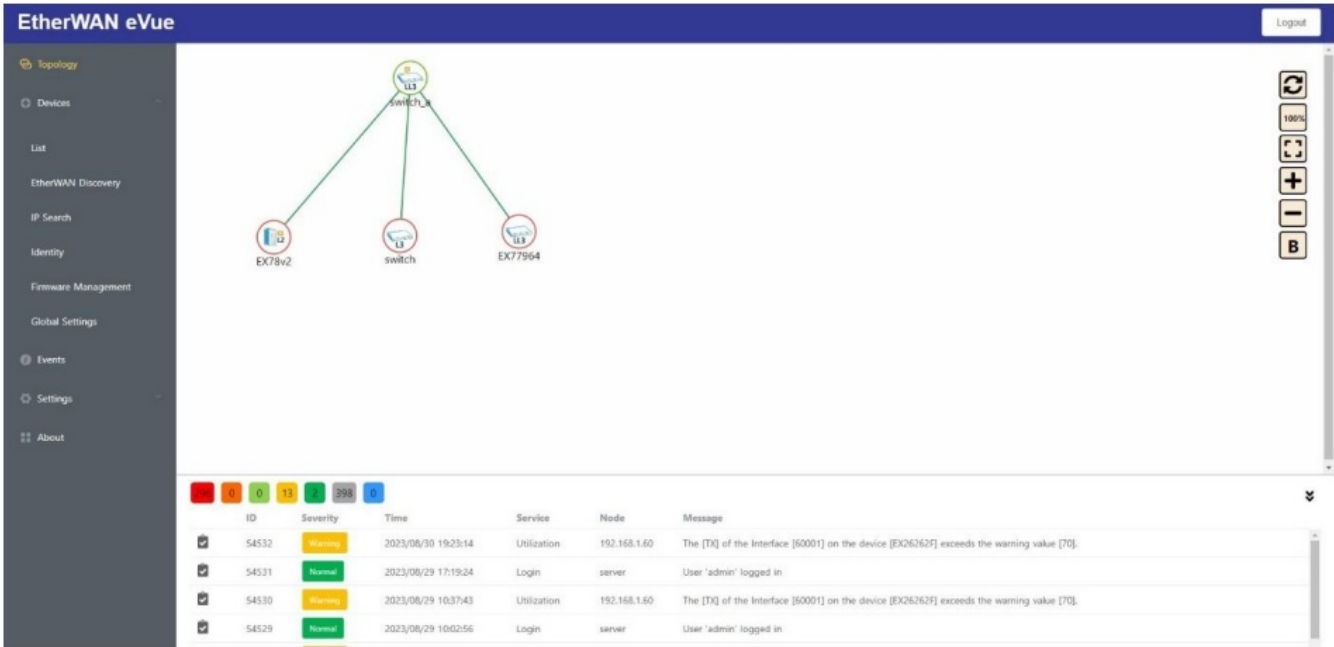 EtherWAN eVue
Logout
Topology
Devices
List
EtherWAN Discovery
IP Search
Identity
Firmware Management
Global Settings
Events
Settings
About
LL3
switch_a
L2
EX78v2
L3
switch
LL3
EX77964
100%
B
0 0 13 2 398 0
ID Severity Time Service Node Message
54532 Warning 2023/08/30 19:23:14 Utilization 192.168.1.60 The [TX] of the Interface [60001] on the device [EX26262F] exceeds the warning value [70].
54531 Normal 2023/08/29 17:19:24 Login server User 'admin' logged in
54530 Warning 2023/08/29 10:37:43 Utilization 192.168.1.60 The [TX] of the Interface [60001] on the device [EX26262F] exceeds the warning value [70].
54529 Normal 2023/08/29 10:02:56 Login server User 'admin' logged in